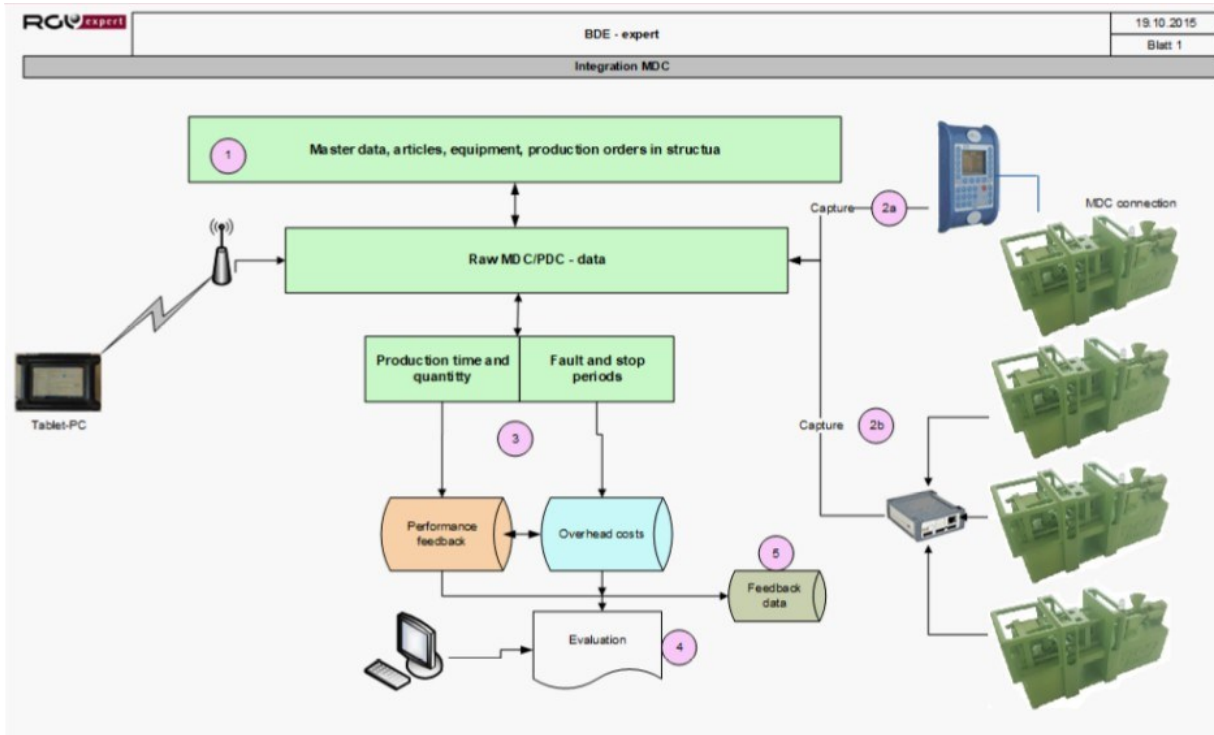 RGU expert
BDE - expert
19.10.2015
Blatt 1
Integration MDC
1
Master data, articles, equipment, production orders in structua
Capture
2a
MDC connection
Raw MDC/PDC - data
Production time and
quantitty
Fault and stop
periods
Tablet-PC
3
Capture
2b
Performance
feedback
Overhead costs
5
Feedback
data
Evaluation
4